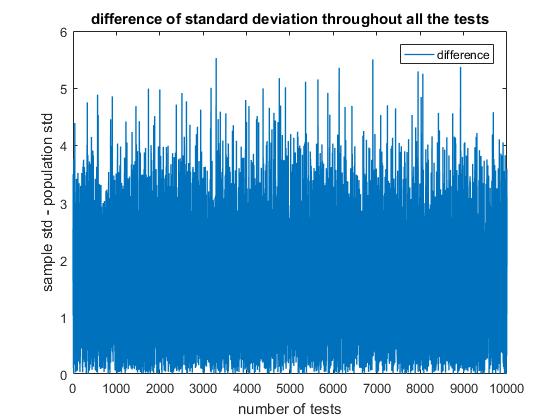 difference of standard deviation throughout all the tests
difference
6
5
4
3
2
1
0
sample std - population std
0 1000 2000 3000 4000 5000 6000 7000 8000 9000 10000
number of tests